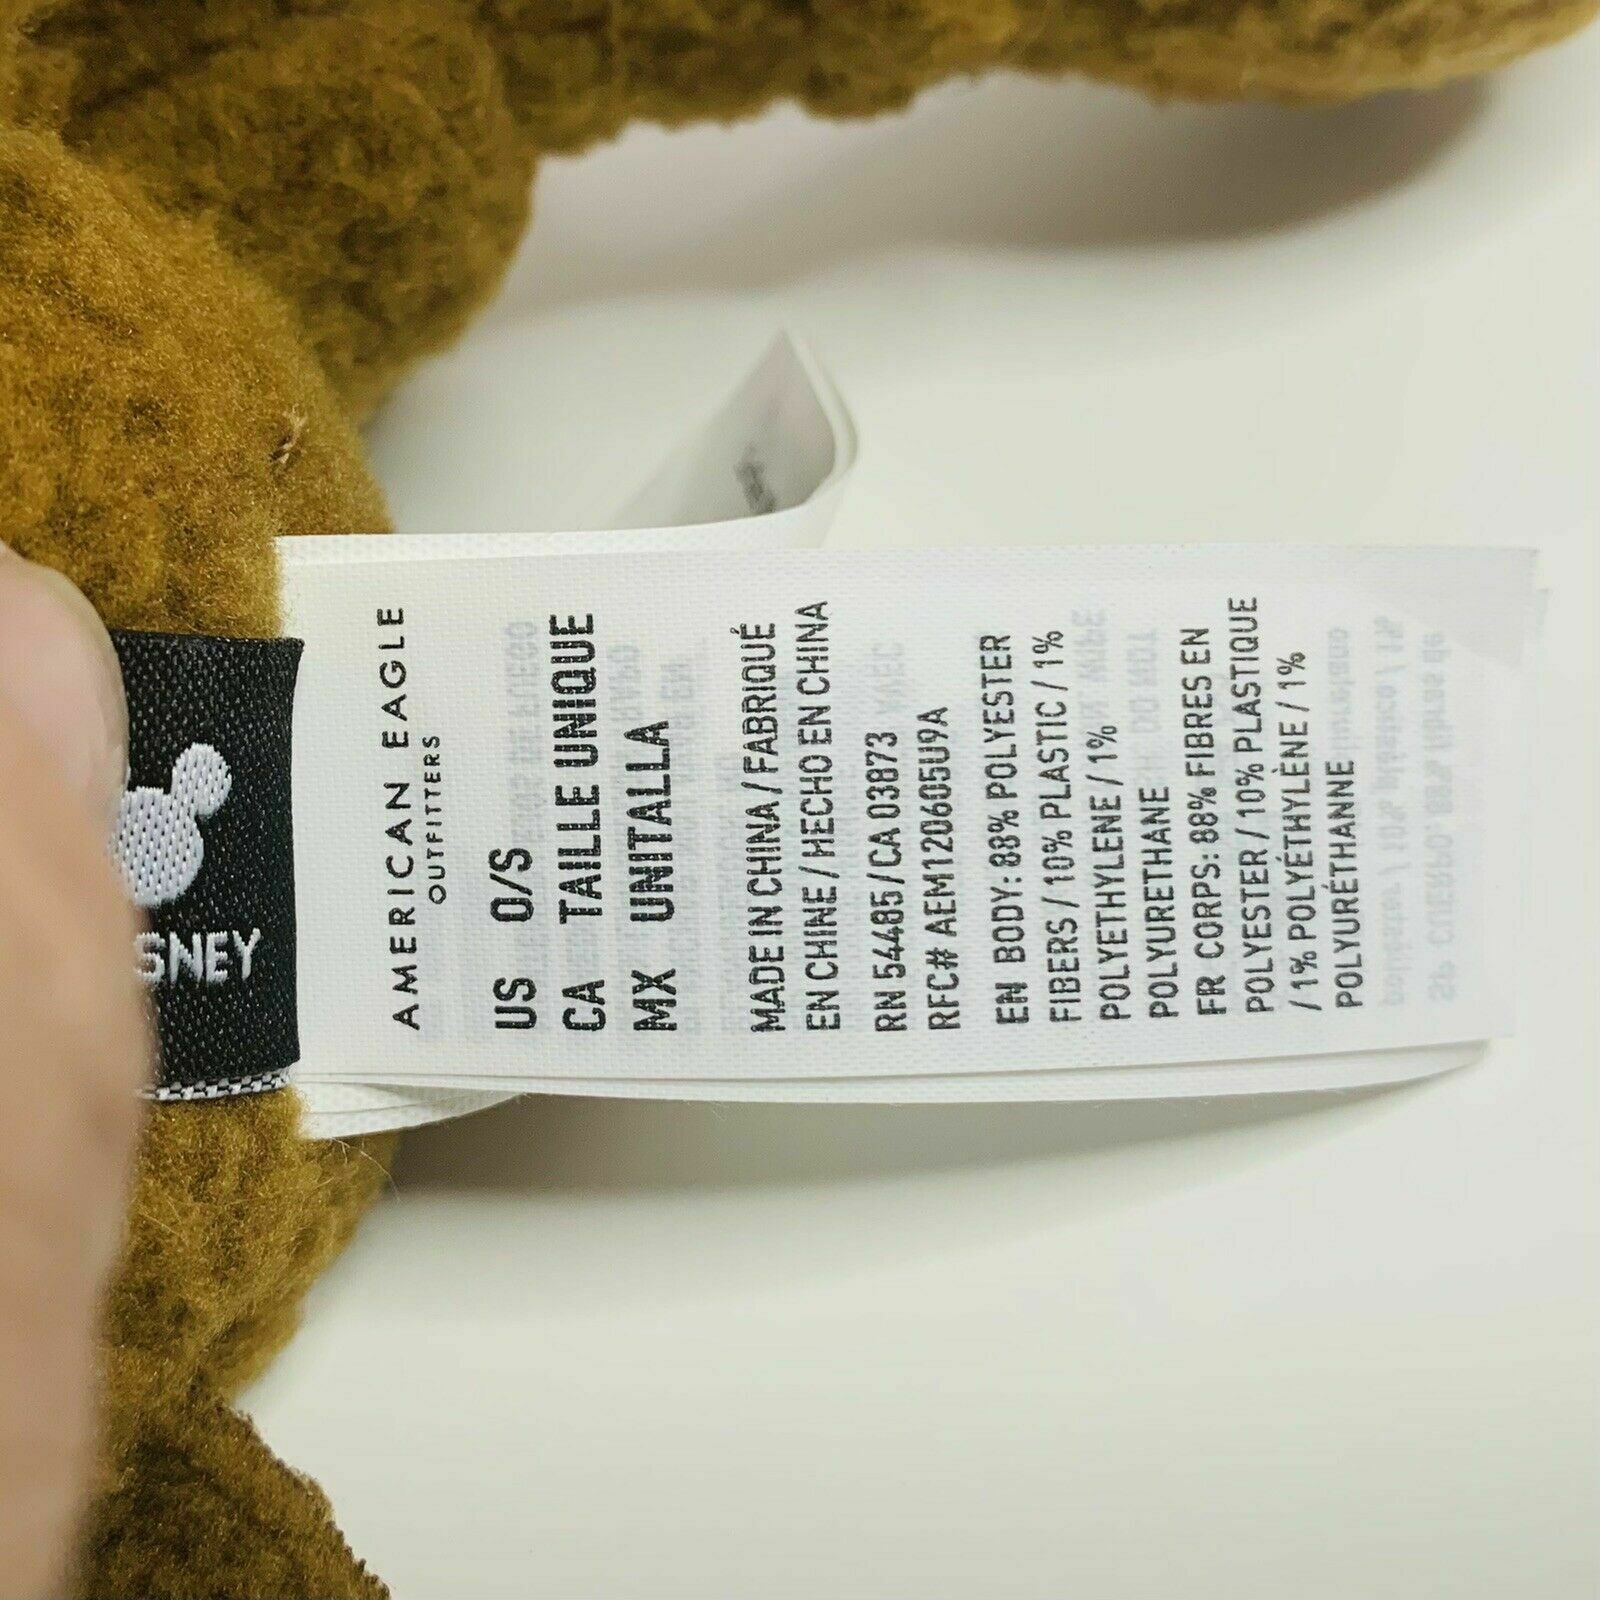 SNEY
AMERICAN EAGLE
OUTFITTERS
US O/S
CA TAILLE UNIQUE
MX UNITALLA
MADE IN CHINA / FABRIQUÉ
EN CHINE / HECHO EN CHINA
RN 54485 / CA 03873
RFC# AEM120605U9A
EN BODY: 88% POLYESTER
FIBERS / 10% PLASTIC / 1%
POLYETHYLENE / 1%
POLYURETHANE
FR CORPS: 88% FIBRES EN
POLYESTER / 10% PLASTIQUE
/ 1% POLYÉTHYLÈNE / 1%
POLYURÉTHANNE